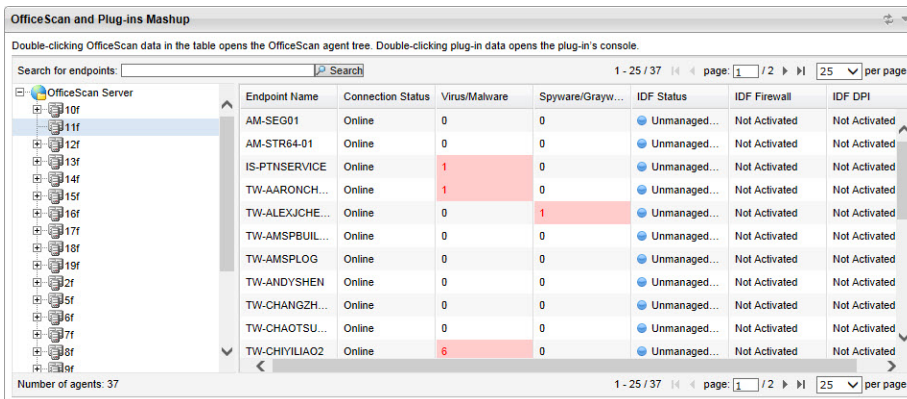 OfficeScan and Plug-ins Mashup
Double-clicking OfficeScan data in the table opens the OfficeScan agent tree. Double-clicking plug-in data opens the plug-in's console.
Search for endpoints: Search 1 - 25 / 37 page: 1 / 2 25 per page
OfficeScan Server
10f
11f
12f
13f
14f
15f
16f
17f
18f
19f
2f
5f
6f
7f
8f
9f
Endpoint Name Connection Status Virus/Malware Spyware/Grayw... IDF Status IDF Firewall IDF DPI
AM-SEG01 Online 0 0 Unmanaged... Not Activated Not Activated
AM-STR64-01 Online 0 0 Unmanaged... Not Activated Not Activated
IS-PTNSERVICE Online 1 0 Unmanaged... Not Activated Not Activated
TW-AARONCH... Online 1 0 Unmanaged... Not Activated Not Activated
TW-ALEXJCHE... Online 0 1 Unmanaged... Not Activated Not Activated
TW-AMSPBUIL... Online 0 0 Unmanaged... Not Activated Not Activated
TW-AMSPLOG Online 0 0 Unmanaged... Not Activated Not Activated
TW-ANDYSHEN Online 0 0 Unmanaged... Not Activated Not Activated
TW-CHANGZH... Online 0 0 Unmanaged... Not Activated Not Activated
TW-CHAOTSU... Online 0 0 Unmanaged... Not Activated Not Activated
TW-CHIYILIAO2 Online 6 0 Unmanaged... Not Activated Not Activated
Number of agents: 37 1 - 25 / 37 page: 1 / 2 25 per page